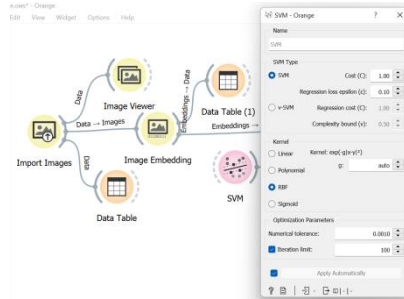 - Orange
Edit View Widget Options Help
Data
Image Viewer
Data → Images
Embeddings → Data
Data Table (1)
Embeddings →
Import Images
Image Embedding
Data
Data Table
SVM
SVM - Orange
? ×
Name
SVM
SVM Type
SVM
Cost (C): 1.00
Regression loss epsilon (ε): 0.10
ν-SVM
Regression cost (C): 1.00
Complexity bound (ν): 0.50
Kernel
Linear
Kernel: exp(-g|x-y|²)
Polynomial
g: auto
RBF
Sigmoid
Optimization Parameters
Numerical tolerance: 0.0010
Iteration limit: 100
Apply Automatically